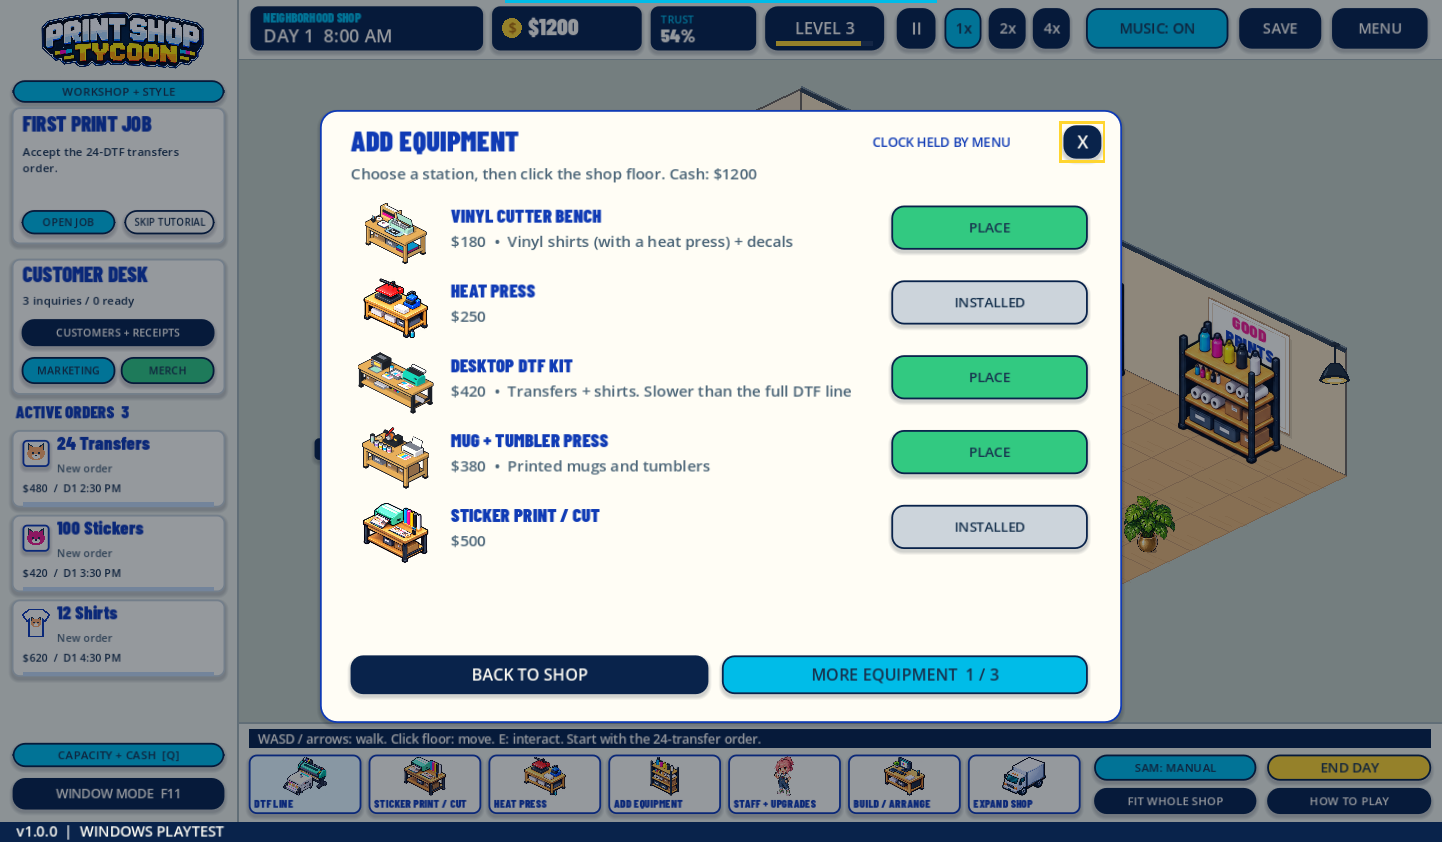 PRINT SHOP
TYCOON
NEIGHBORHOOD SHOP
DAY 1 8:00 AM
$ $1200
TRUST
54%
LEVEL 3
II
1x
2x
4x
MUSIC: ON
SAVE
MENU
WORKSHOP + STYLE
FIRST PRINT JOB
Accept the 24-DTF transfers
order.
OPEN JOB
SKIP TUTORIAL
CUSTOMER DESK
3 inquiries / 0 ready
CUSTOMERS + RECEIPTS
MARKETING
MERCH
ACTIVE ORDERS 3
24 Transfers
New order
$480 / D1 2:30 PM
100 Stickers
New order
$420 / D1 3:30 PM
12 Shirts
New order
$620 / D1 4:30 PM
CAPACITY + CASH [Q]
WINDOW MODE F11
ADD EQUIPMENT
CLOCK HELD BY MENU
X
Choose a station, then click the shop floor. Cash: $1200
VINYL CUTTER BENCH
$180 • Vinyl shirts (with a heat press) + decals
PLACE
HEAT PRESS
$250
INSTALLED
DESKTOP DTF KIT
$420 • Transfers + shirts. Slower than the full DTF line
PLACE
MUG + TUMBLER PRESS
$380 • Printed mugs and tumblers
PLACE
STICKER PRINT / CUT
$500
INSTALLED
BACK TO SHOP
MORE EQUIPMENT 1 / 3
GOOD
PRINTS
WASD / arrows: walk. Click floor: move. E: interact. Start with the 24-transfer order.
DTF LINE
STICKER PRINT / CUT
HEAT PRESS
ADD EQUIPMENT
STAFF + UPGRADES
BUILD / ARRANGE
EXPAND SHOP
SAM: MANUAL
END DAY
FIT WHOLE SHOP
HOW TO PLAY
v1.0.0 | WINDOWS PLAYTEST